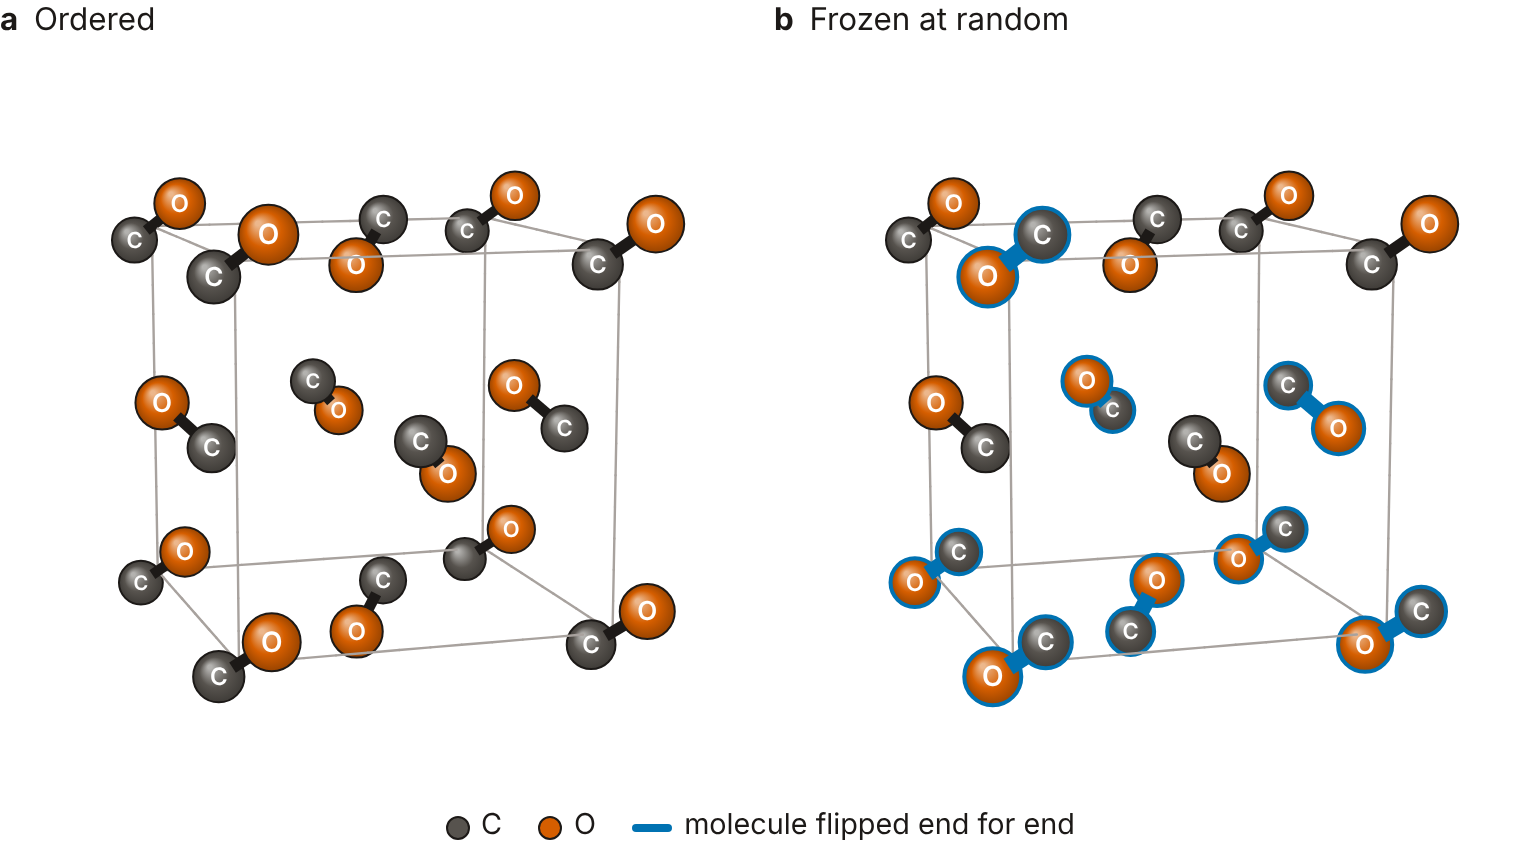 a Ordered
O O
C O C C O
C O C
C O
O O C
C C
O
O
O
C C
O
O O C
C
b Frozen at random
O O
C C C C O
O O C
O C
O C O
C C
O
C
C O
O O
C
C C O
O
C O molecule flipped end for end